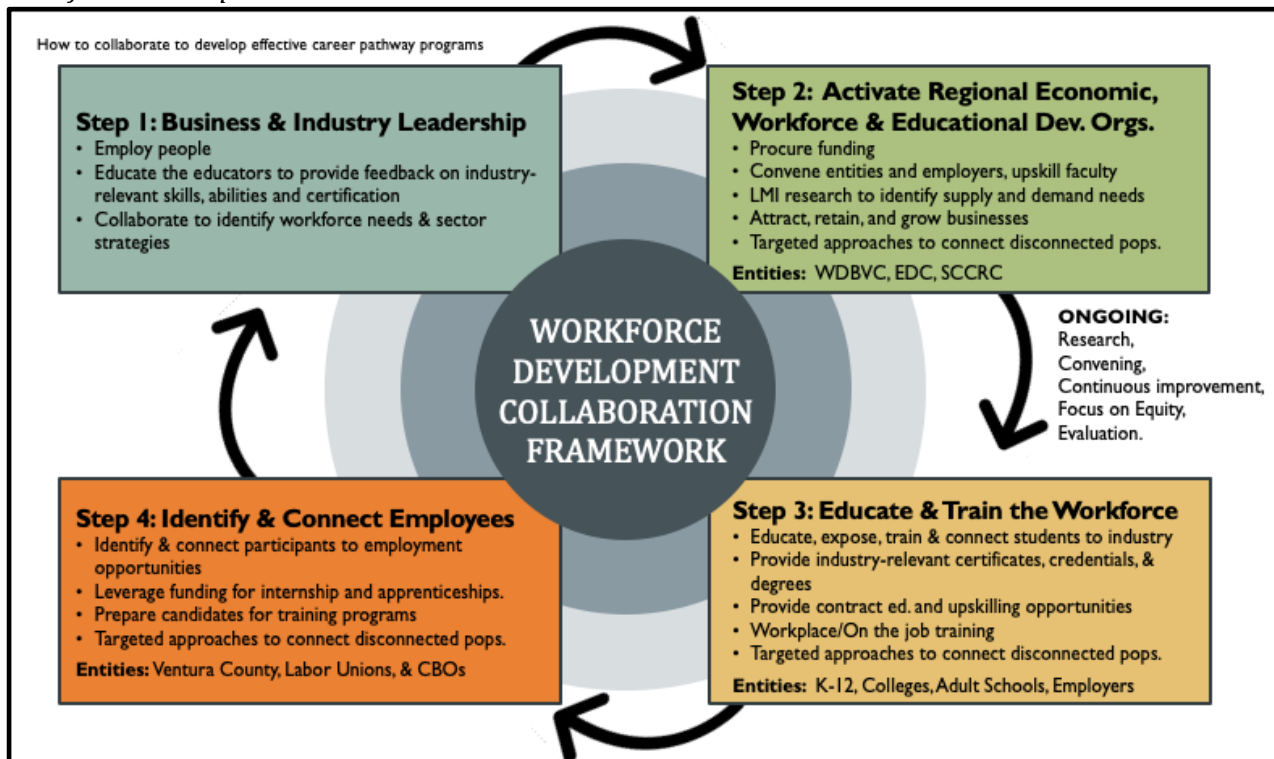 How to collaborate to develop effective career pathway programs
Step 1: Business & Industry Leadership
• Employ people
• Educate the educators to provide feedback on industry-
relevant skills, abilities and certification
• Collaborate to identify workforce needs & sector
strategies
Step 2: Activate Regional Economic,
Workforce & Educational Dev. Orgs.
• Procure funding
• Convene entities and employers, upskill faculty
• LMI research to identify supply and demand needs
• Attract, retain, and grow businesses
• Targeted approaches to connect disconnected pops.
Entities: WDBVC, EDC, SCCRC
WORKFORCE
DEVELOPMENT
COLLABORATION
FRAMEWORK
ONGOING:
Research,
Convening,
Continuous improvement,
Focus on Equity,
Evaluation.
Step 3: Educate & Train the Workforce
• Educate, expose, train & connect students to industry
• Provide industry-relevant certificates, credentials, &
degrees
• Provide contract ed. and upskilling opportunities
• Workplace/On the job training
• Targeted approaches to connect disconnected pops.
Entities: K-12, Colleges, Adult Schools, Employers
Step 4: Identify & Connect Employees
• Identify & connect participants to employment
opportunities
• Leverage funding for internship and apprenticeships.
• Prepare candidates for training programs
• Targeted approaches to connect disconnected pops.
Entities: Ventura County, Labor Unions, & CBOs